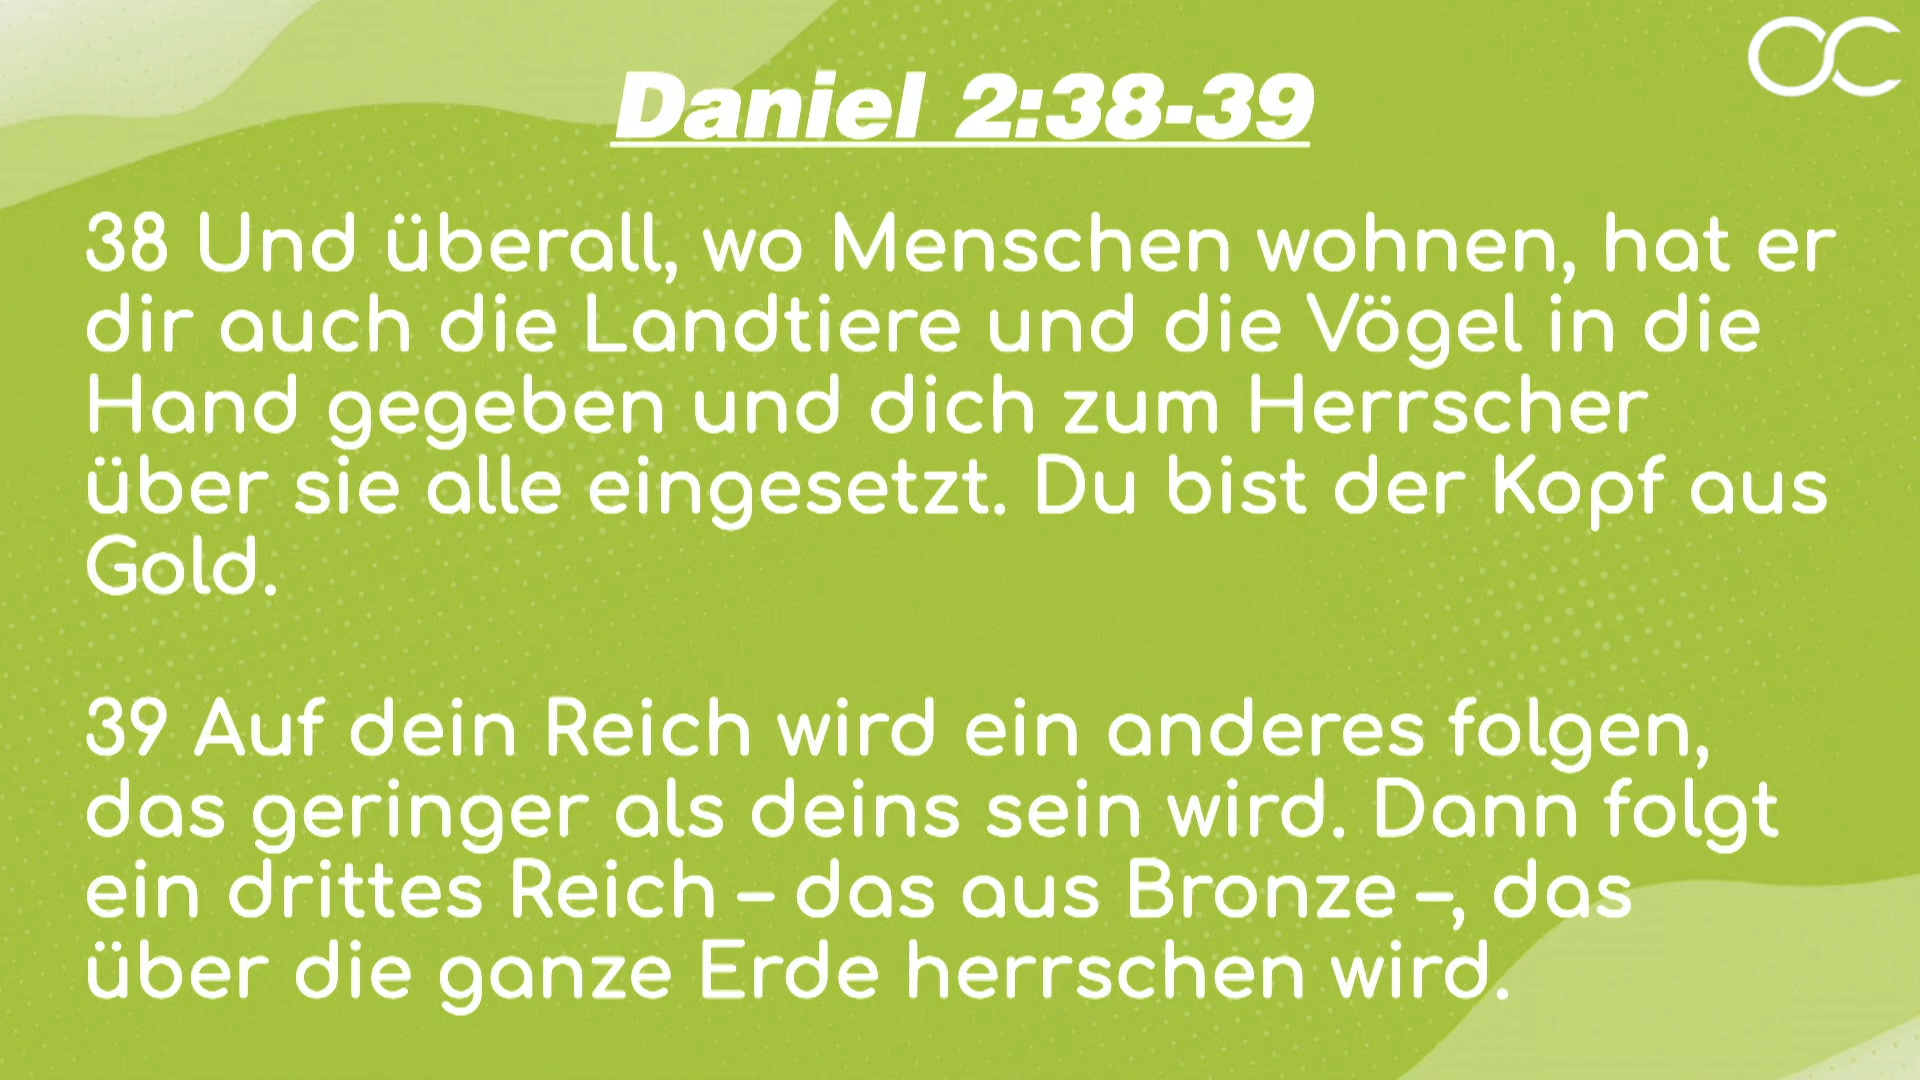 Daniel 2:38-39
38 Und überall, wo Menschen wohnen, hat er
dir auch die Landtiere und die Vögel in die
Hand gegeben und dich zum Herrscher
über sie alle eingesetzt. Du bist der Kopf aus
Gold.
39 Auf dein Reich wird ein anderes folgen,
das geringer als deins sein wird. Dann folgt
ein drittes Reich – das aus Bronze –, das
über die ganze Erde herrschen wird.